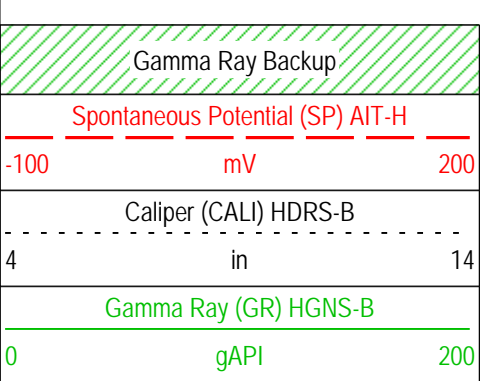 Gamma Ray Backup
Spontaneous Potential (SP) AIT-H
-100 mV 200
Caliper (CALI) HDRS-B
4 in 14
Gamma Ray (GR) HGNS-B
0 gAPI 200